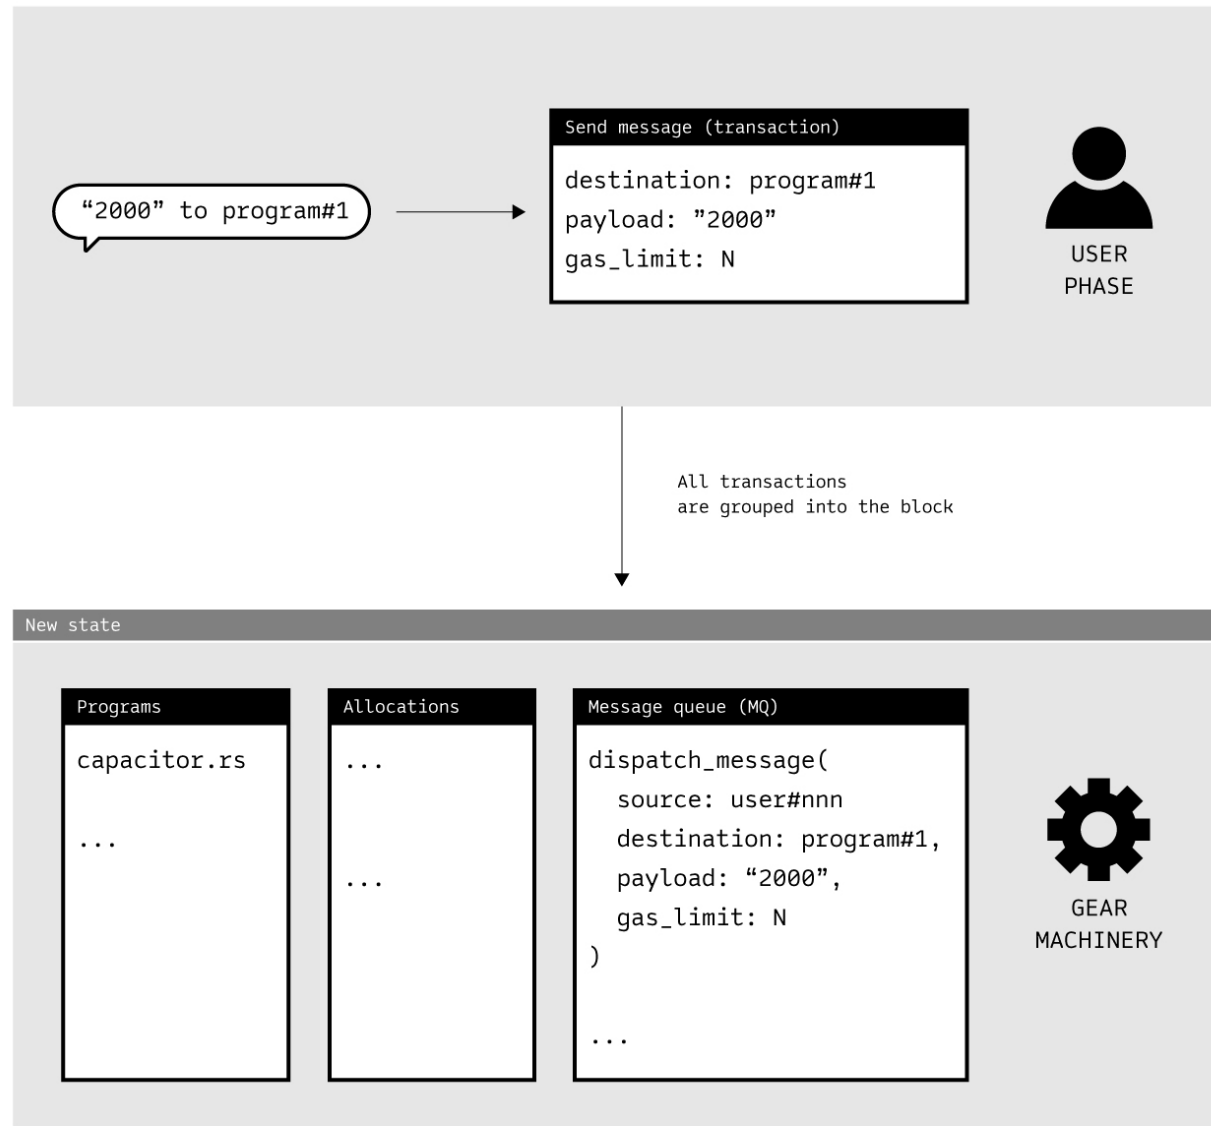 Send message (transaction)
“2000” to program#1
destination: program#1
payload: ”2000”
gas_limit: N
USER
PHASE
All transactions
are grouped into the block
New state
Programs
capacitor.rs
...
Allocations
...
...
Message queue (MQ)
dispatch_message(
source: user#nnn
destination: program#1,
payload: “2000”,
gas_limit: N
)
...
GEAR
MACHINERY